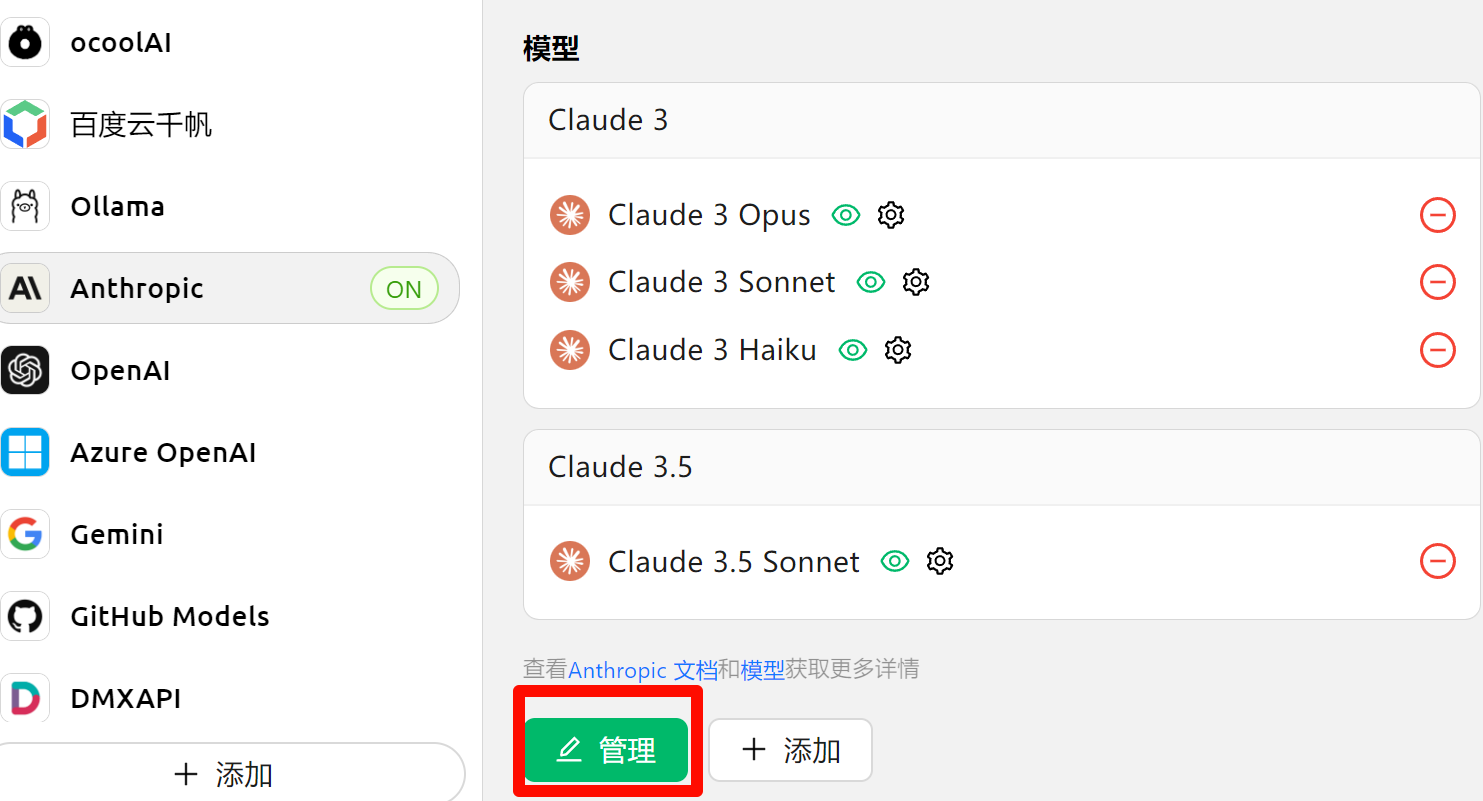 ocoolAI
百度云千帆
Ollama
Anthropic ON
OpenAI
Azure OpenAI
Gemini
GitHub Models
DMXAPI
+ 添加
模型
Claude 3
Claude 3 Opus
Claude 3 Sonnet
Claude 3 Haiku
Claude 3.5
Claude 3.5 Sonnet
查看Anthropic 文档和模型获取更多详情
管理 + 添加